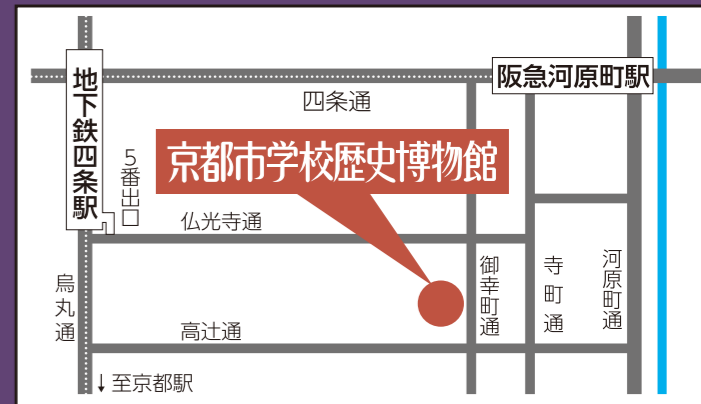 阪急河原町駅
地下鉄四条駅
四条通
5番出口
京都市学校歴史博物館
仏光寺通
御幸町通
寺町通
河原町通
烏丸通
高辻通
↓至京都駅